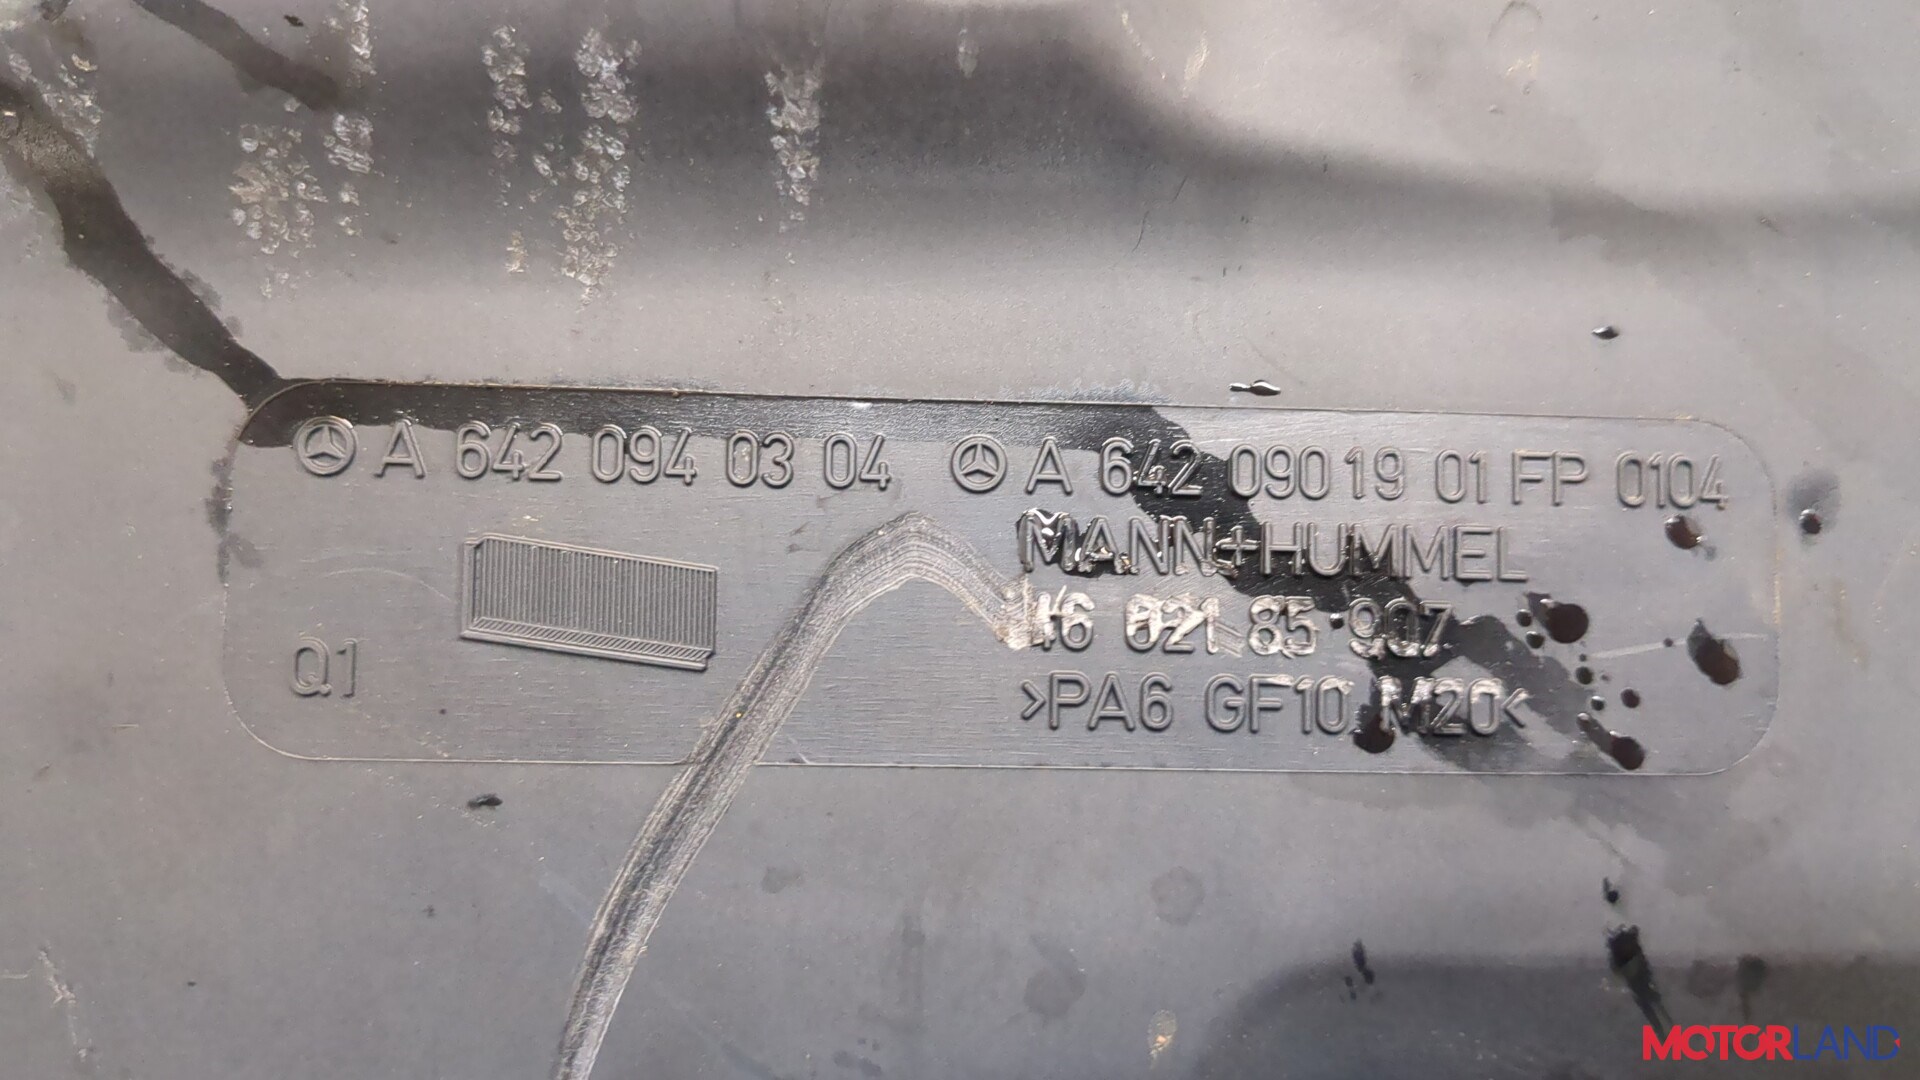 A 642 094 03 04 A 642 090 19 01 FP 0104
MANN+HUMMEL
46 021 85 907
Q1
>PA6 GF10 M20<
MOTORLAND